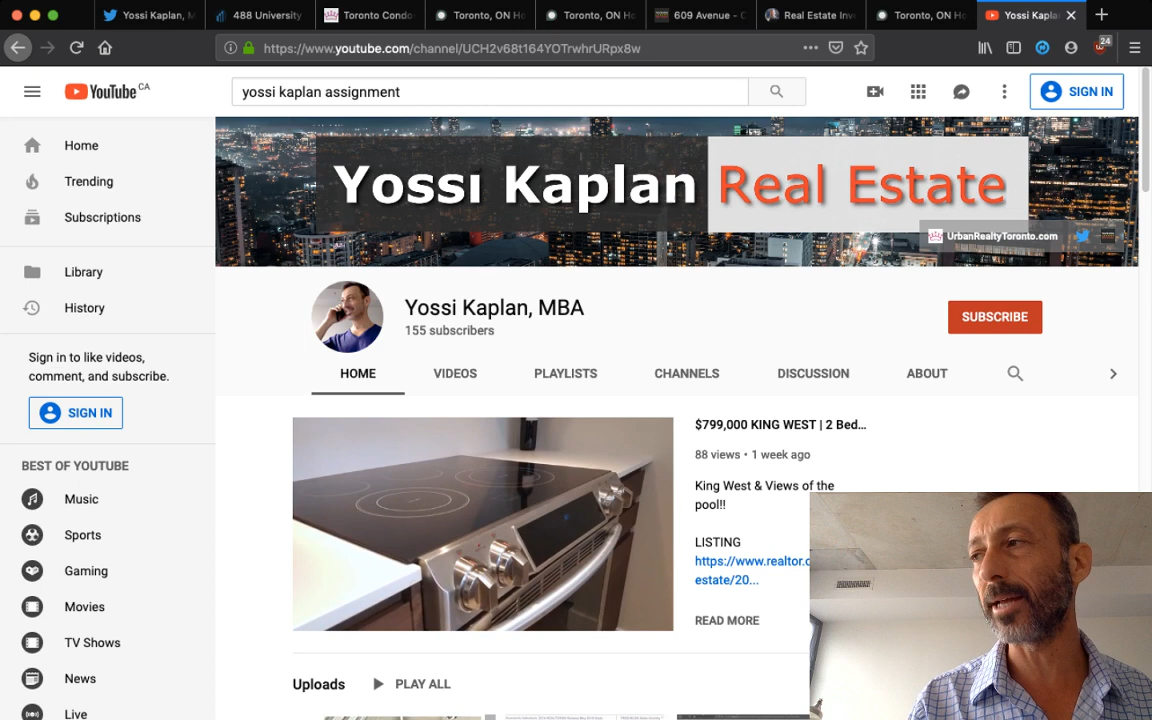 Yossi Kaplan, M
488 University
Toronto Condo
Toronto, ON Ho
Toronto, ON Ho
609 Avenue - C
Real Estate Inv
Toronto, ON Ho
Yossi Kapla
https://www.youtube.com/channel/UCH2v68t164YOTrwhrURpx8w
24
YouTube CA
yossi kaplan assignment
SIGN IN
Home
Trending
Subscriptions
Library
History
Sign in to like videos,
comment, and subscribe.
SIGN IN
BEST OF YOUTUBE
Music
Sports
Gaming
Movies
TV Shows
News
Live
Yossi Kaplan Real Estate
UrbanRealtyToronto.com
Yossi Kaplan, MBA
155 subscribers
SUBSCRIBE
HOME VIDEOS PLAYLISTS CHANNELS DISCUSSION ABOUT
$799,000 KING WEST | 2 Bed...
88 views • 1 week ago
King West & Views of the
pool!!
LISTING
https://www.realtor.c
estate/20...
READ MORE
Uploads PLAY ALL